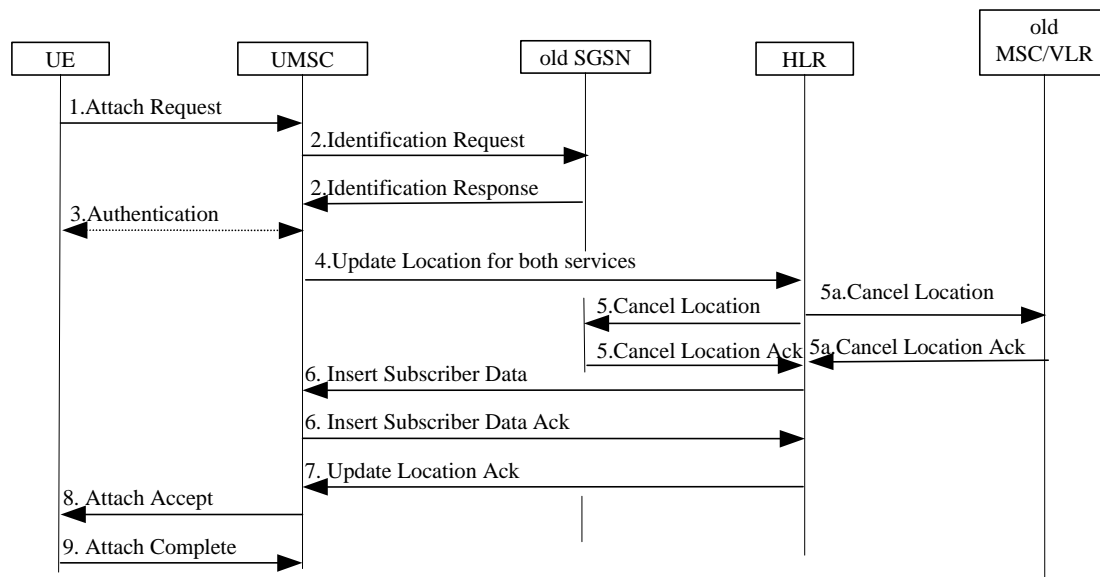 old
MSC/VLR
UE
UMSC
old SGSN
HLR
1.Attach Request
2.Identification Request
2.Identification Response
3.Authentication
4.Update Location for both services
5a.Cancel Location
5.Cancel Location
5.Cancel Location Ack
5a.Cancel Location Ack
6. Insert Subscriber Data
6. Insert Subscriber Data Ack
7. Update Location Ack
8. Attach Accept
9. Attach Complete